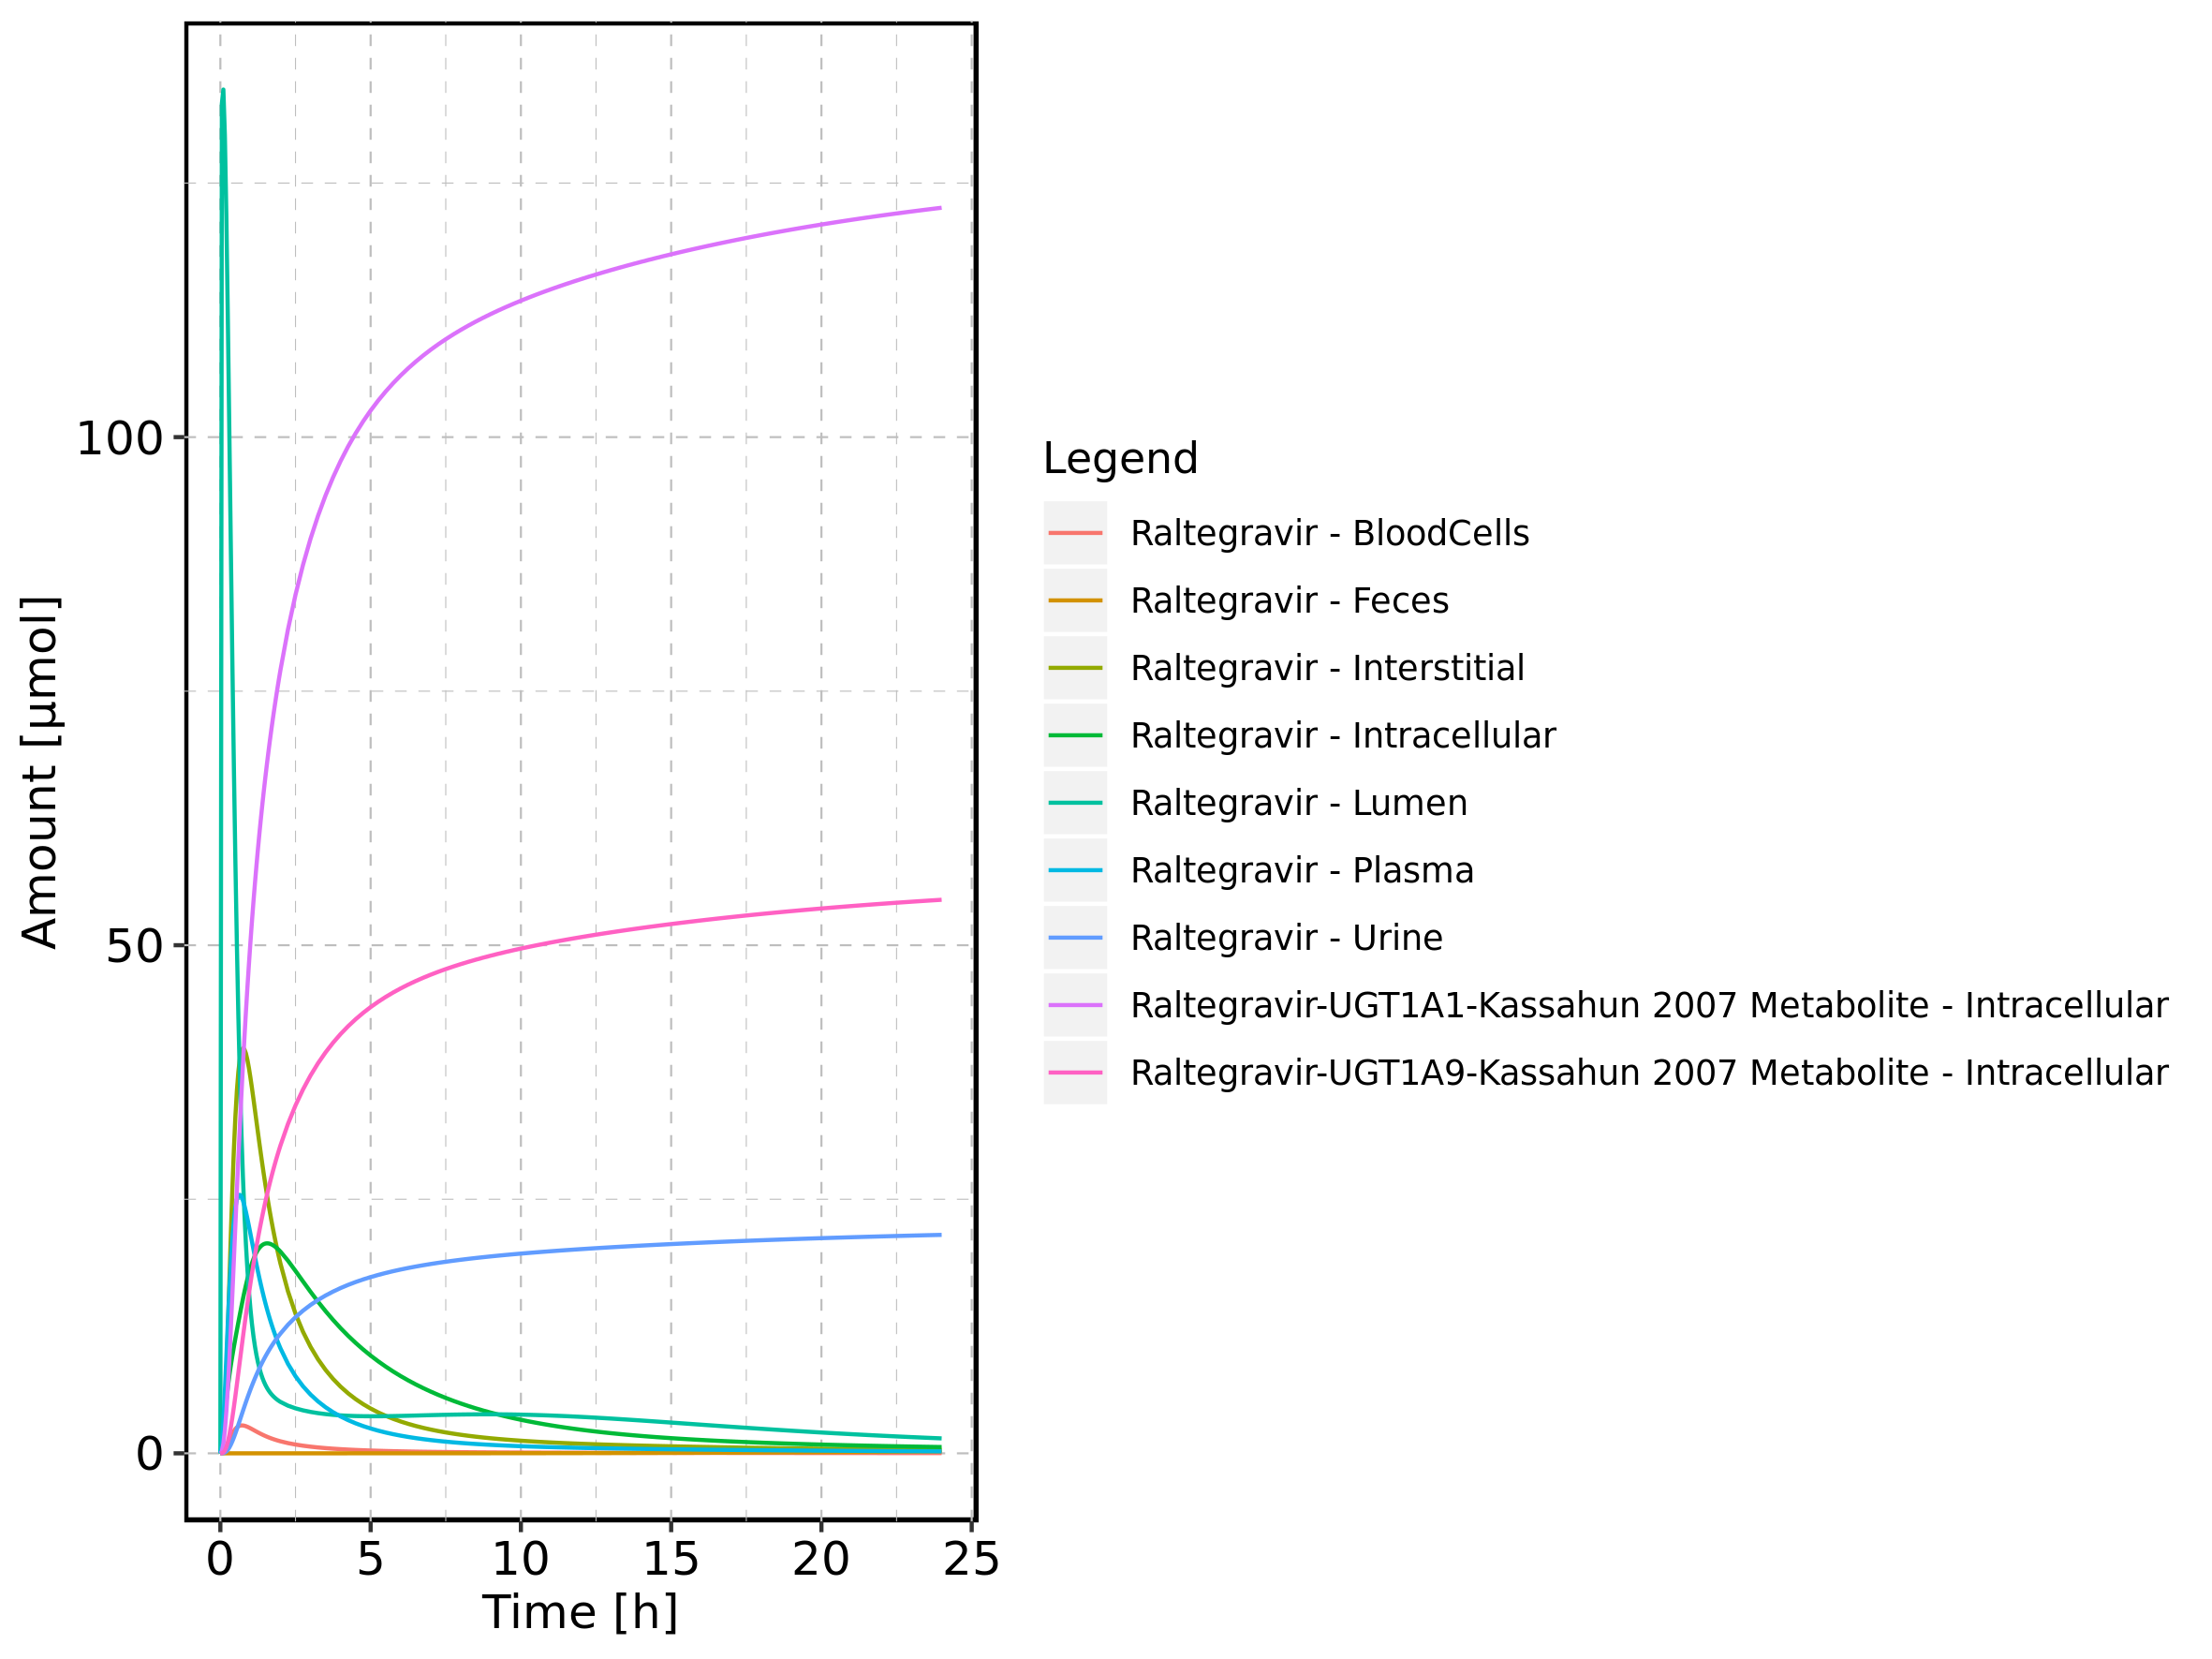 100
50
0
Amount [µmol]
0 5 10 15 20 25
Time [h]
Legend
Raltegravir - BloodCells
Raltegravir - Feces
Raltegravir - Interstitial
Raltegravir - Intracellular
Raltegravir - Lumen
Raltegravir - Plasma
Raltegravir - Urine
Raltegravir-UGT1A1-Kassahun 2007 Metabolite - Intracellular
Raltegravir-UGT1A9-Kassahun 2007 Metabolite - Intracellular